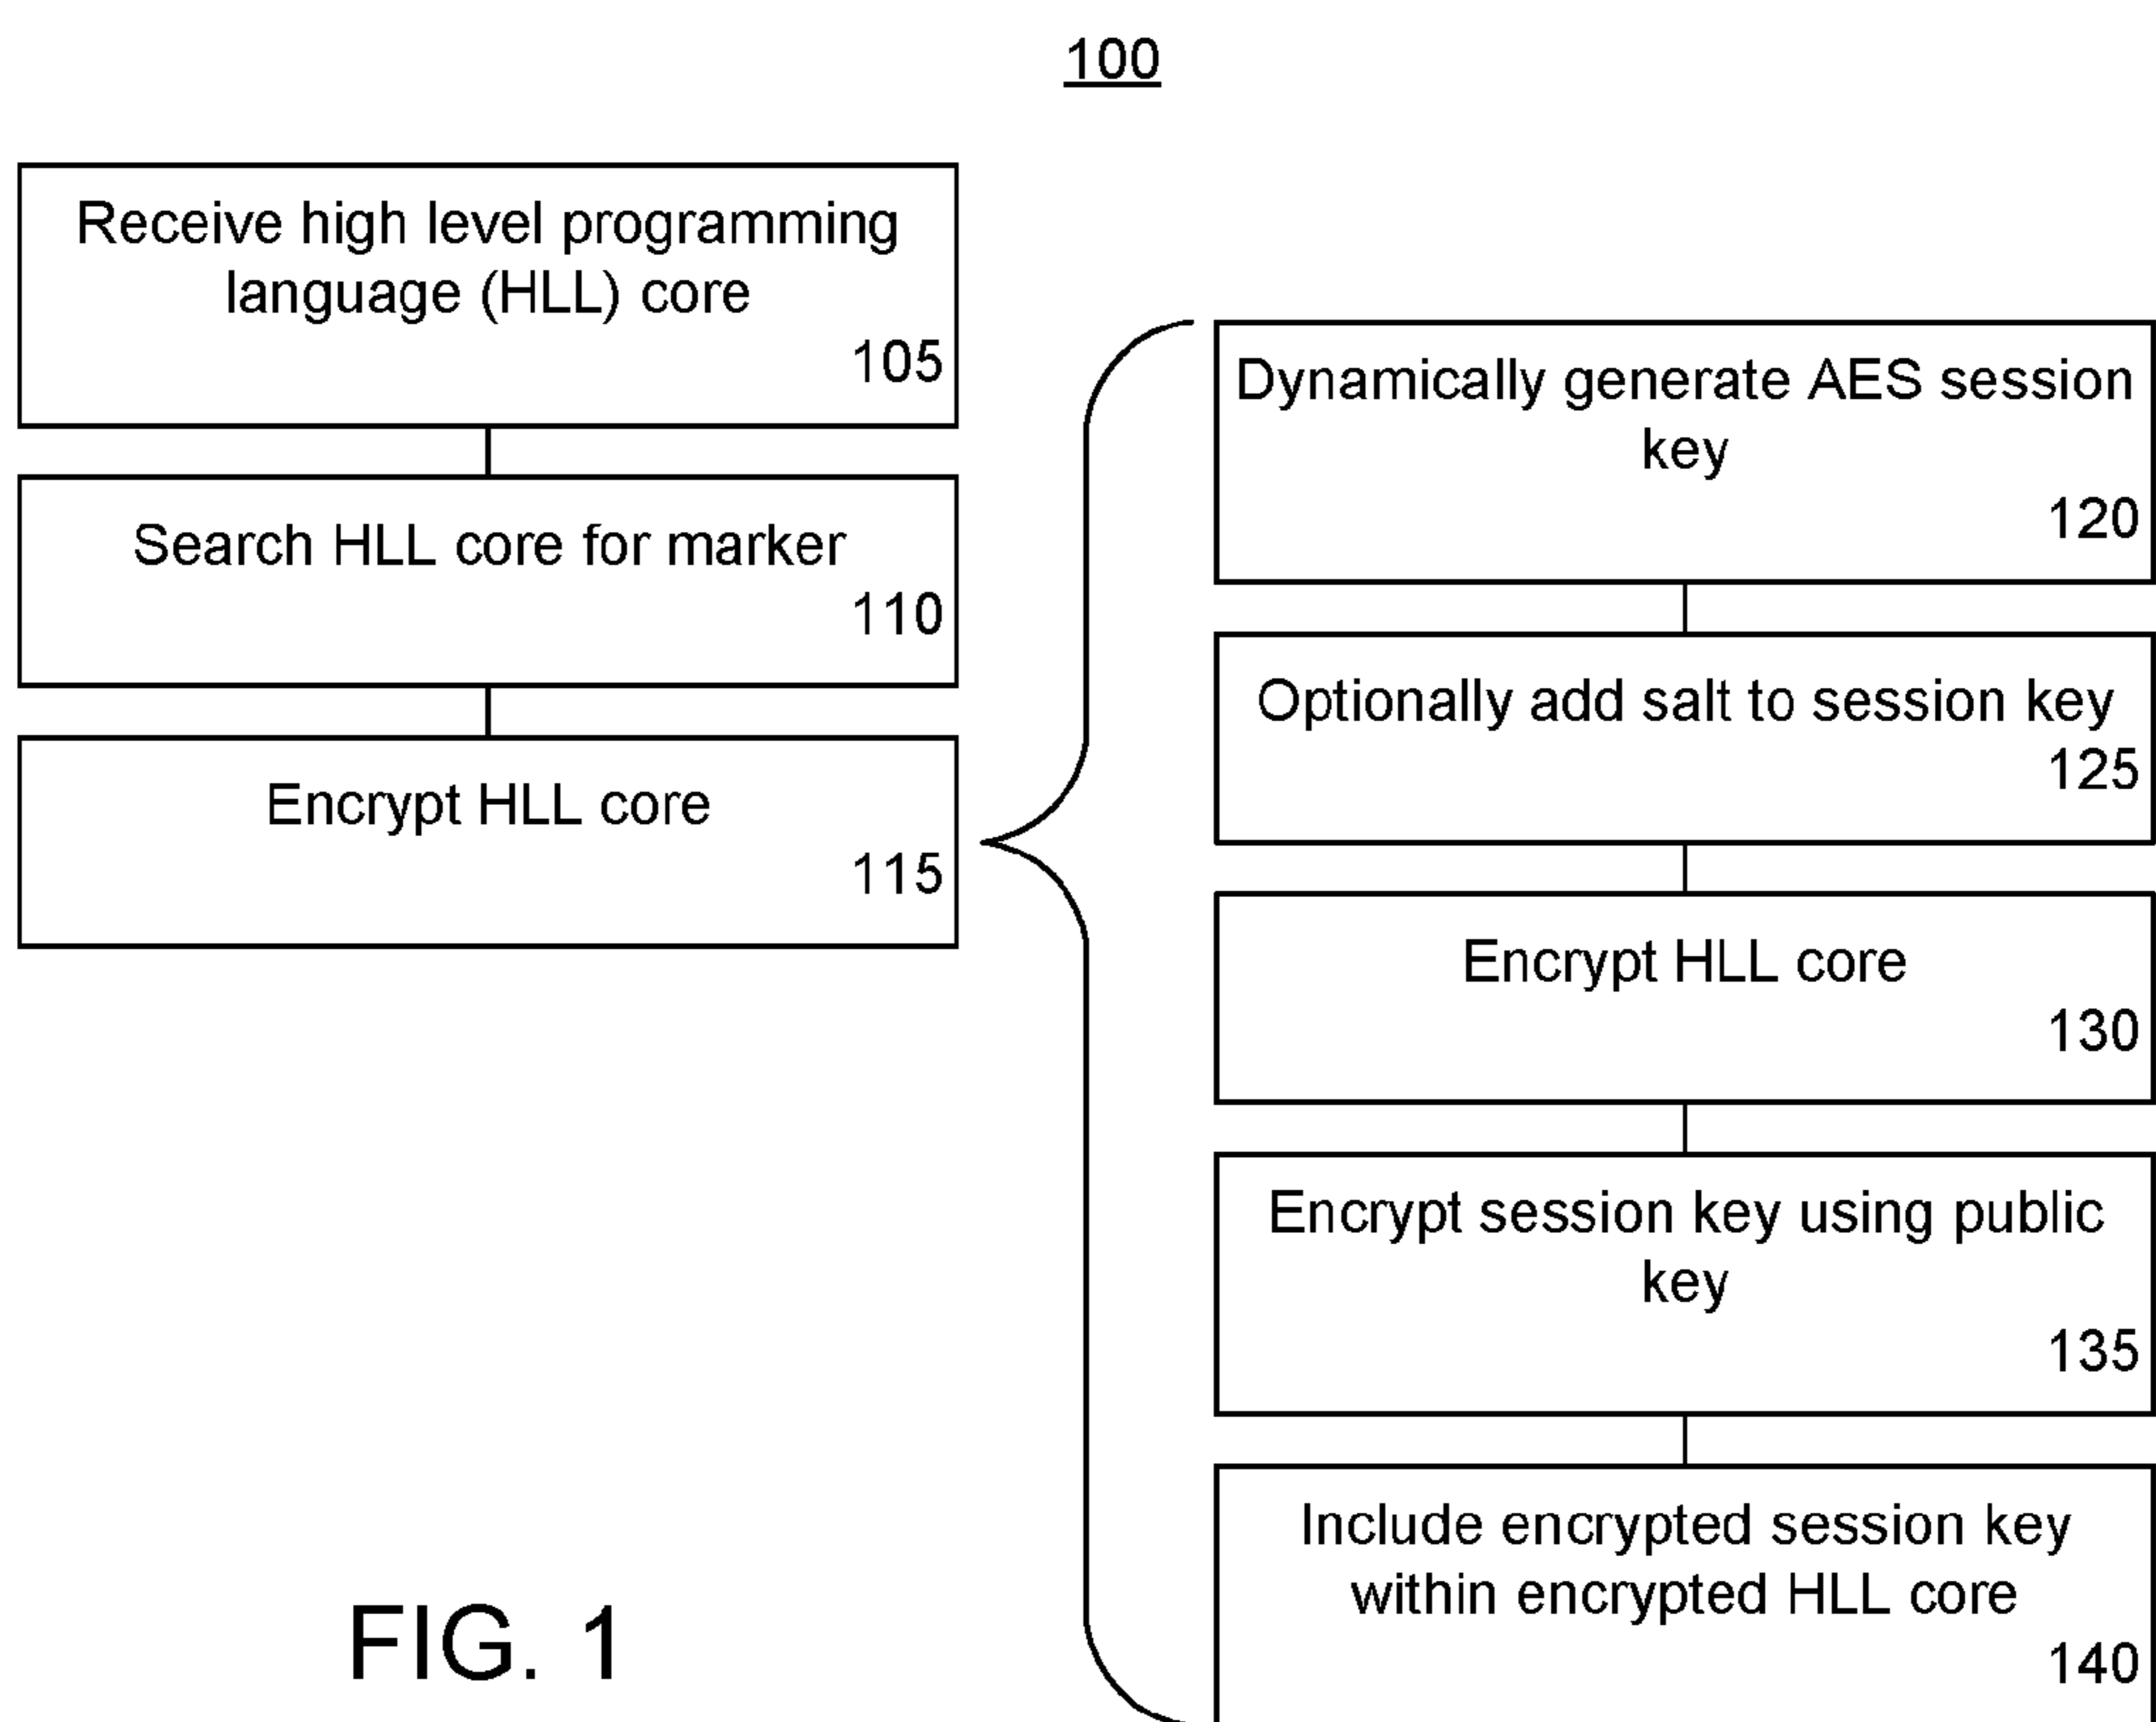 100
Receive high level programming
language (HLL) core
105
Search HLL core for marker
110
Encrypt HLL core
115
Dynamically generate AES session
key
120
Optionally add salt to session key
125
Encrypt HLL core
130
Encrypt session key using public
key
135
Include encrypted session key
within encrypted HLL core
140
FIG. 1